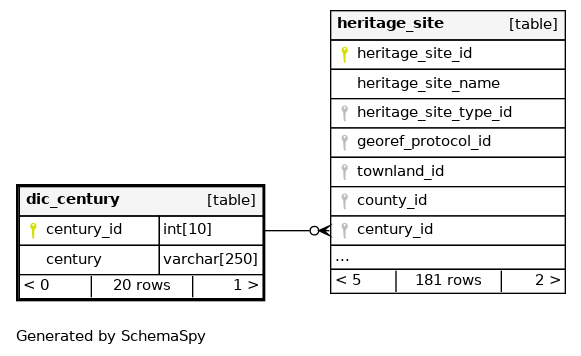 heritage_site [table]
heritage_site_id
heritage_site_name
heritage_site_type_id
georef_protocol_id
townland_id
county_id
century_id
...
< 5 181 rows 2 >
dic_century [table]
century_id int[10]
century varchar[250]
< 0 20 rows 1 >
Generated by SchemaSpy